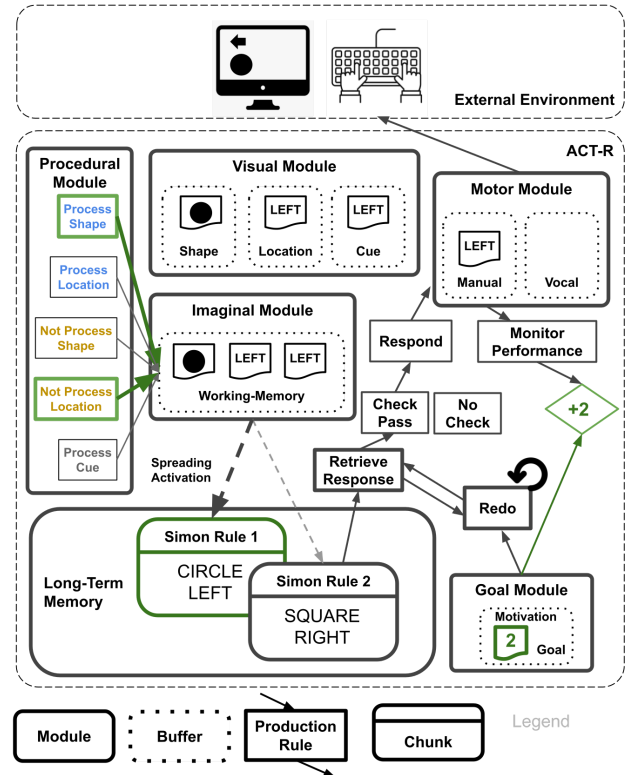 External Environment
ACT-R
Procedural
Module
Process
Shape
Process
Location
Not Process
Shape
Not Process
Location
Process
Cue
Visual Module
LEFT
LEFT
Shape
Location
Cue
Motor Module
LEFT
Manual
Vocal
Imaginal Module
LEFT
LEFT
Working-Memory
Respond
Monitor
Performance
+2
Check
Pass
No
Check
Spreading
Activation
Retrieve
Response
Redo
Long-Term
Memory
Simon Rule 1
CIRCLE
LEFT
Simon Rule 2
SQUARE
RIGHT
Goal Module
Motivation
2
Goal
Module
Buffer
Production
Rule
Chunk
Legend